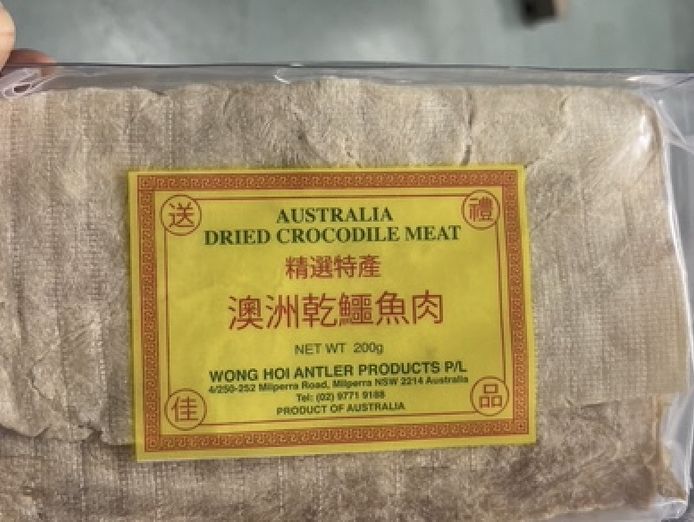 送 禮
AUSTRALIA
DRIED CROCODILE MEAT
精選特產
澳洲乾鱷魚肉
NET WT 200g
WONG HOI ANTLER PRODUCTS P/L
4/250-252 Milperra Road, Milperra NSW 2214 Australia
Tel: (02) 9771 9188
PRODUCT OF AUSTRALIA
佳 品